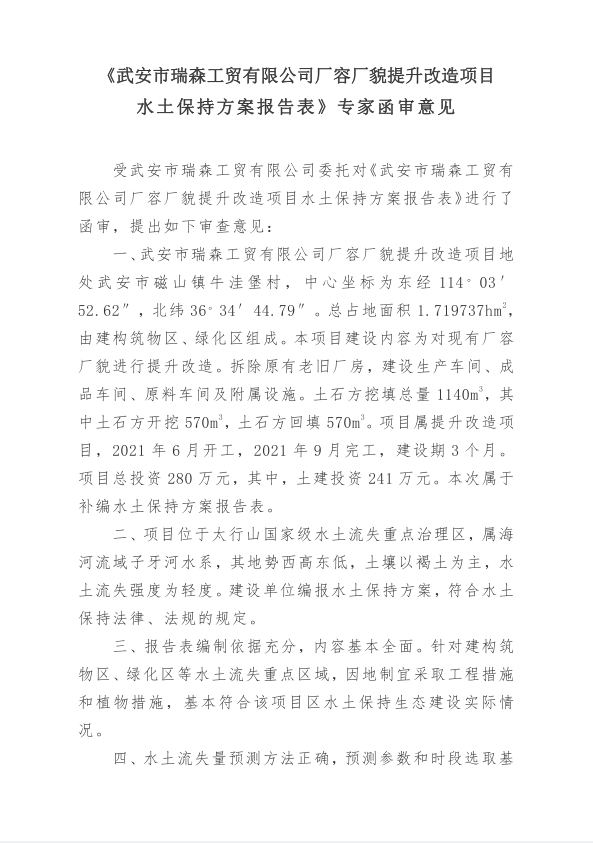 《武安市瑞森工贸有限公司厂容厂貌提升改造项目
水土保持方案报告表》专家函审意见
受武安市瑞森工贸有限公司委托对《武安市瑞森工贸有
限公司厂容厂貌提升改造项目水土保持方案报告表》进行了
函审，提出如下审查意见：
一、武安市瑞森工贸有限公司厂容厂貌提升改造项目地
处武安市磁山镇牛洼堡村，中心坐标为东经 114° 03′
52.62″，北纬 36° 34′ 44.79″。总占地面积 1.719737hm²，
由建构筑物区、绿化区组成。本项目建设内容为对现有厂容
厂貌进行提升改造。拆除原有老旧厂房，建设生产车间、成
品车间、原料车间及附属设施。土石方挖填总量 1140m³，其
中土石方开挖 570m³，土石方回填 570m³。项目属提升改造项
目，2021 年 6 月开工，2021 年 9 月完工，建设期 3 个月。
项目总投资 280 万元，其中，土建投资 241 万元。本次属于
补编水土保持方案报告表。
二、项目位于太行山国家级水土流失重点治理区，属海
河流域子牙河水系，其地势西高东低，土壤以褐土为主，水
土流失强度为轻度。建设单位编报水土保持方案，符合水土
保持法律、法规的规定。
三、报告表编制依据充分，内容基本全面。针对建构筑
物区、绿化区等水土流失重点区域，因地制宜采取工程措施
和植物措施，基本符合该项目区水土保持生态建设实际情
况。
四、水土流失量预测方法正确，预测参数和时段选取基